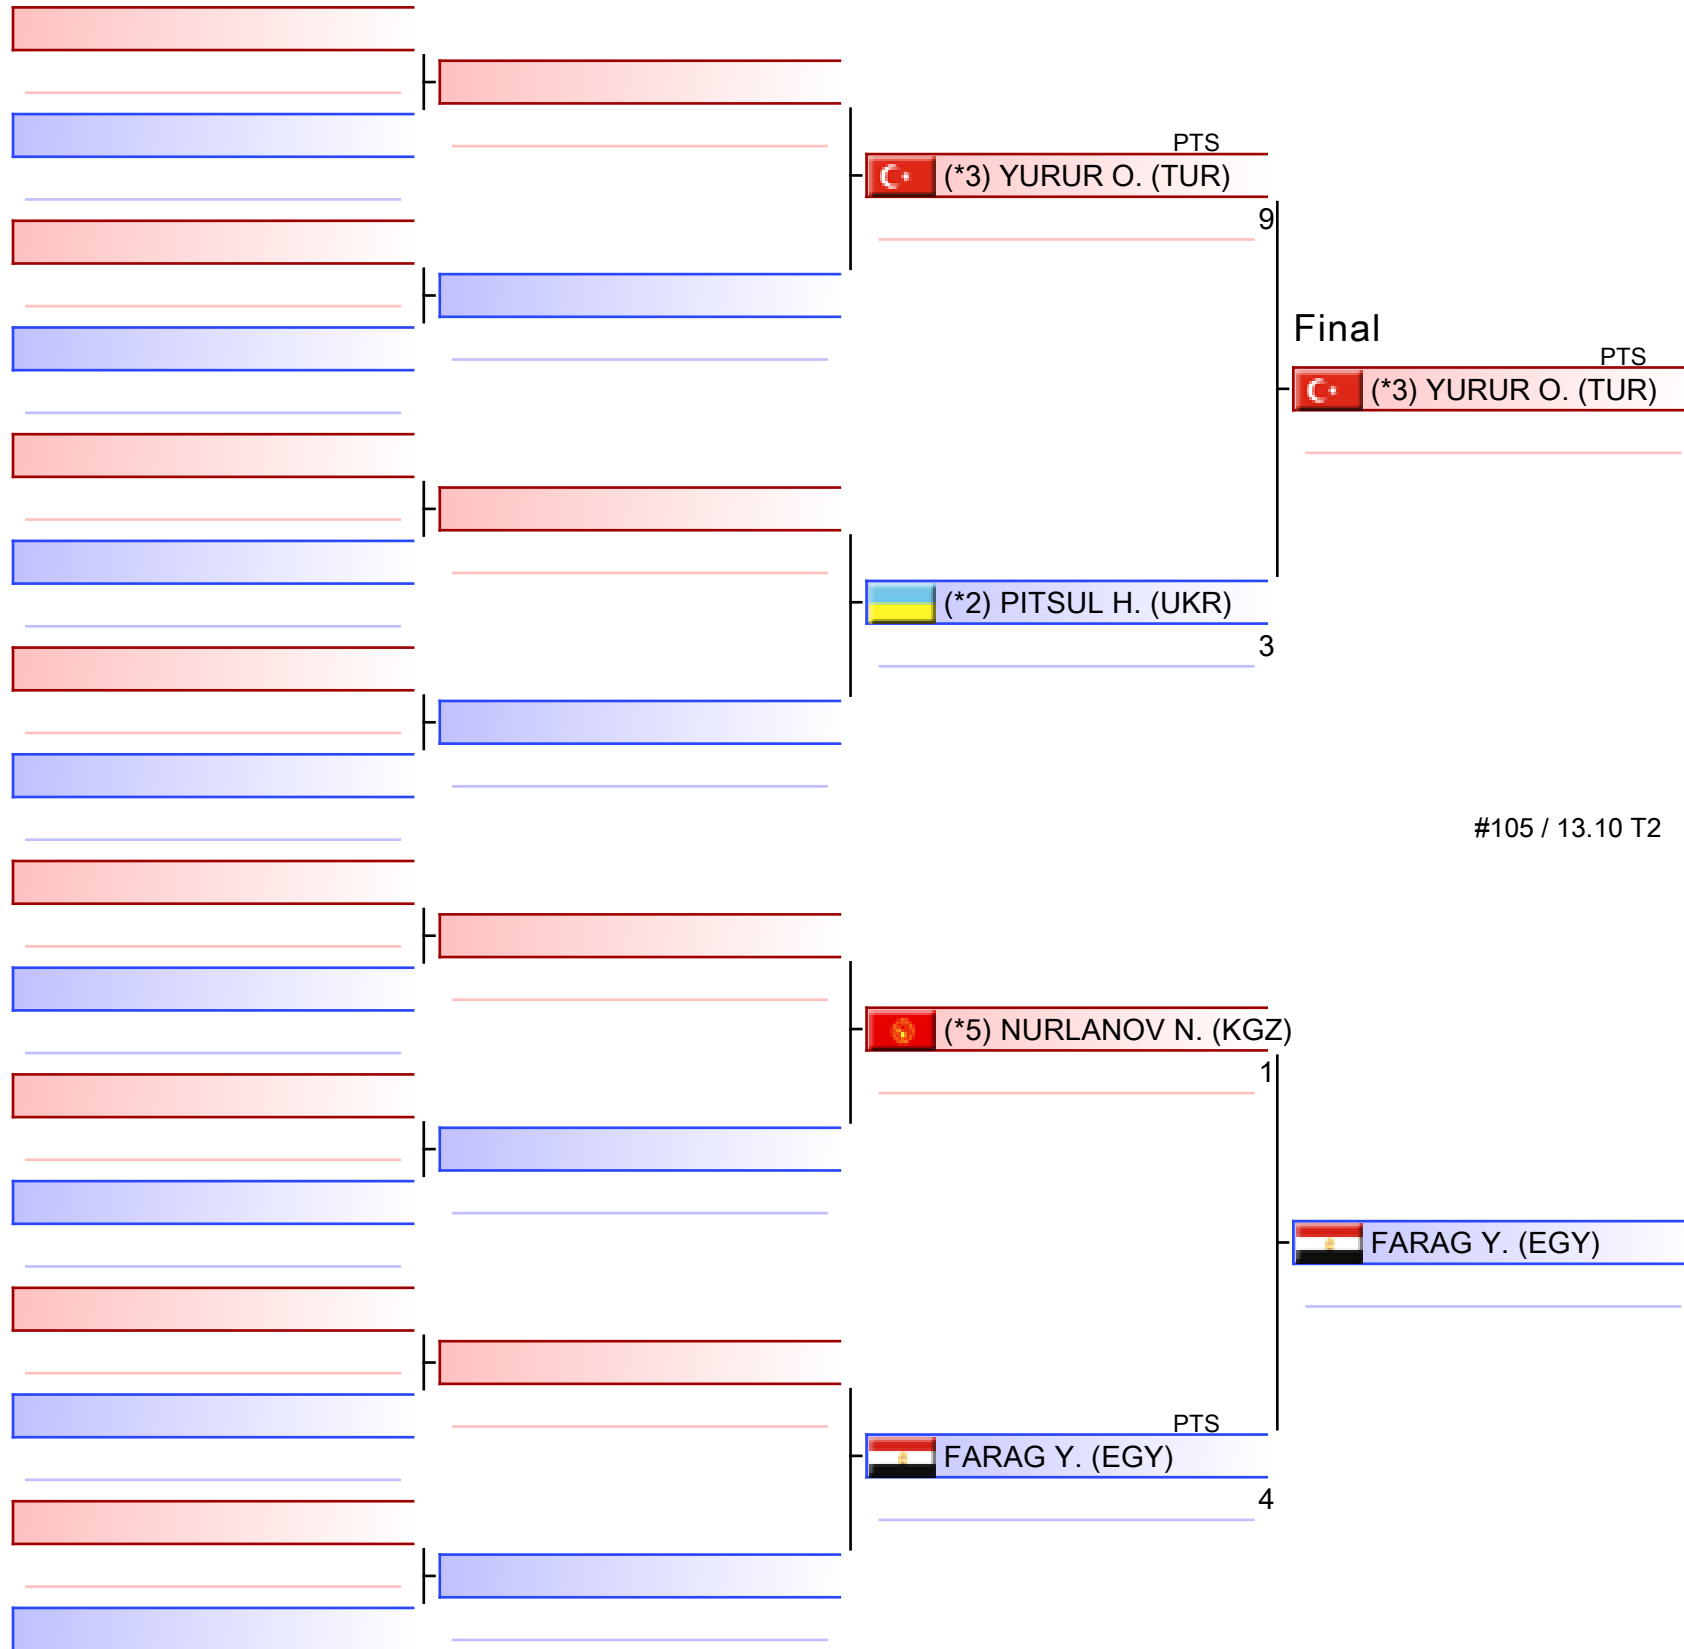 PTS
(*3) YURUR O. (TUR)
9
Final
PTS
(*3) YURUR O. (TUR)
(*2) PITSUL H. (UKR)
3
#105 / 13.10 T2
(*5) NURLANOV N. (KGZ)
1
FARAG Y. (EGY)
PTS
FARAG Y. (EGY)
4